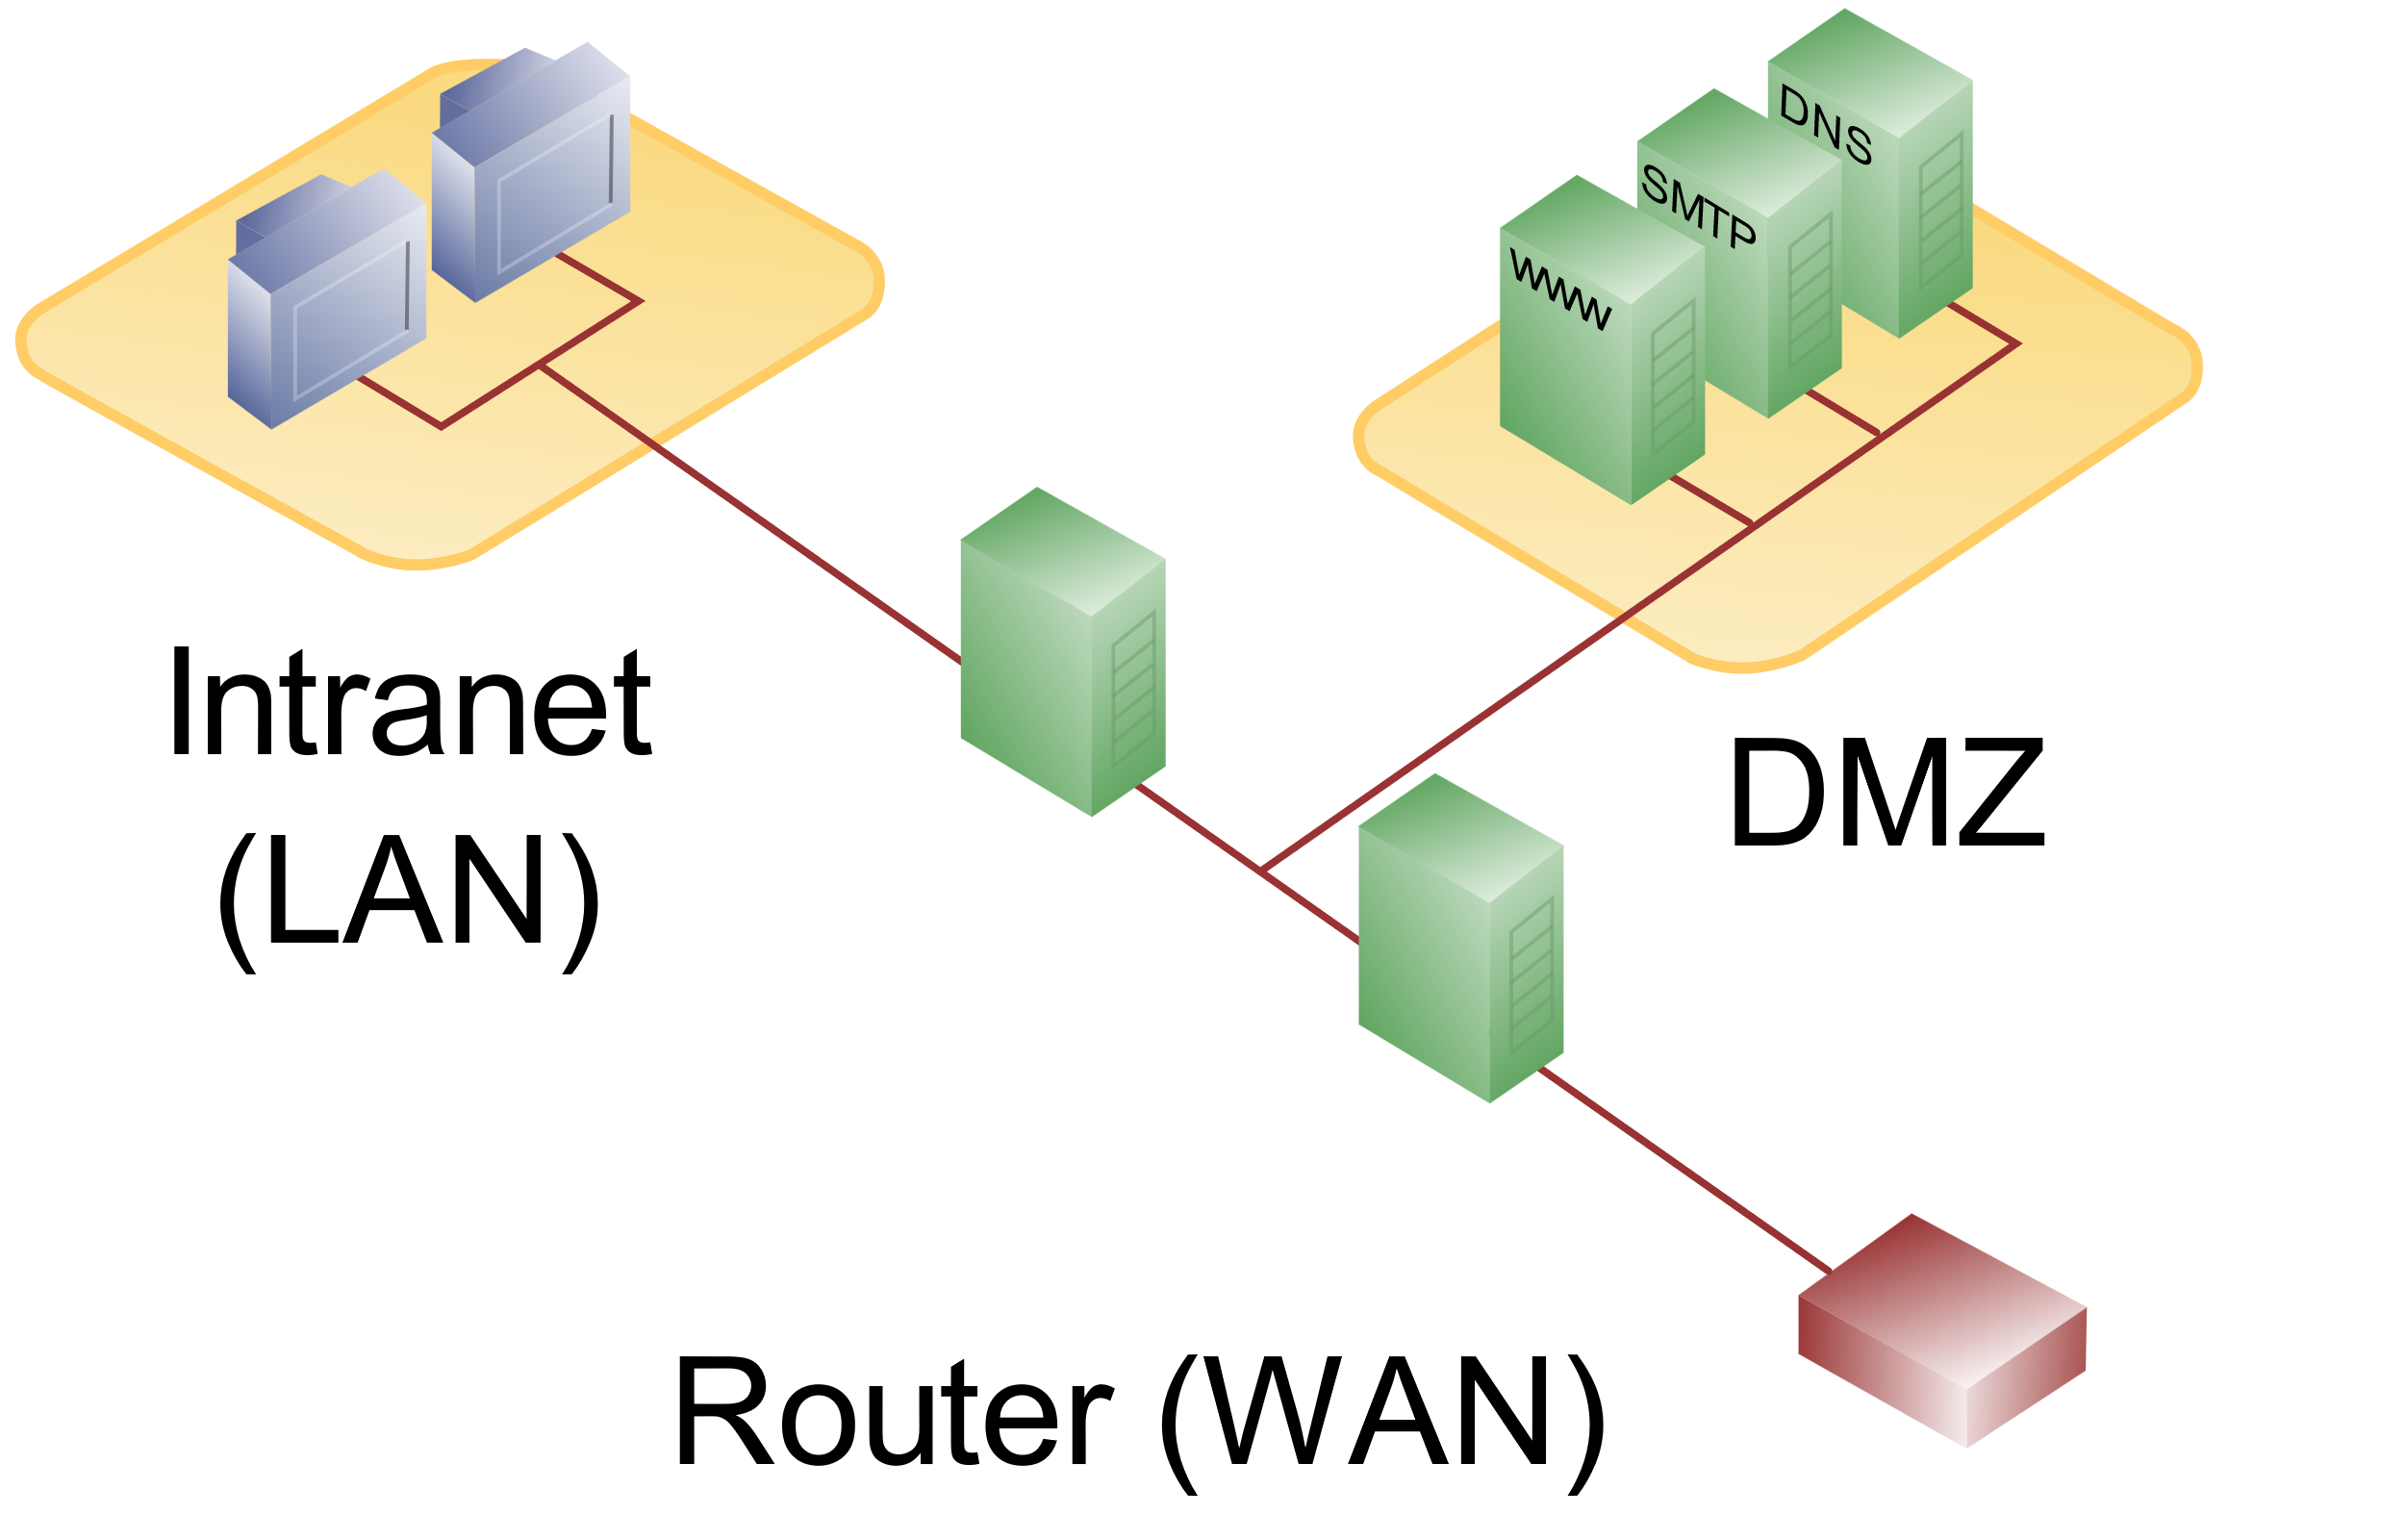 DNS
SMTP
WWW
Intranet
(LAN)
DMZ
Router (WAN)